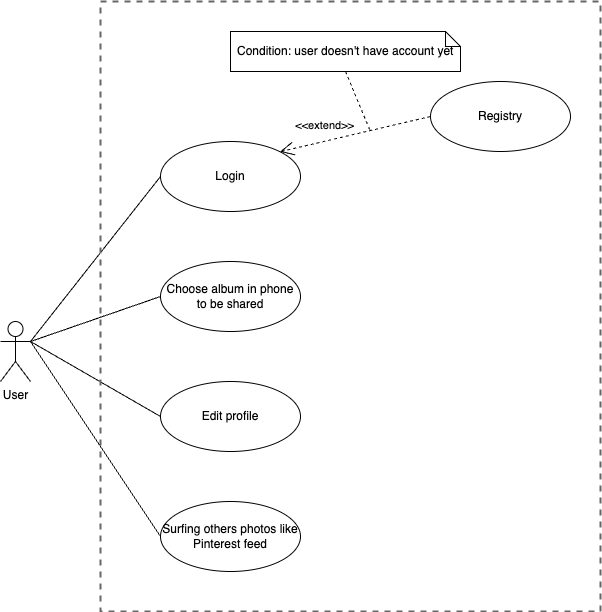 Condition: user doesn't have account yet
<<extend>>
Registry
Login
Choose album in phone
to be shared
User
Edit profile
Surfing others photos like
Pinterest feed